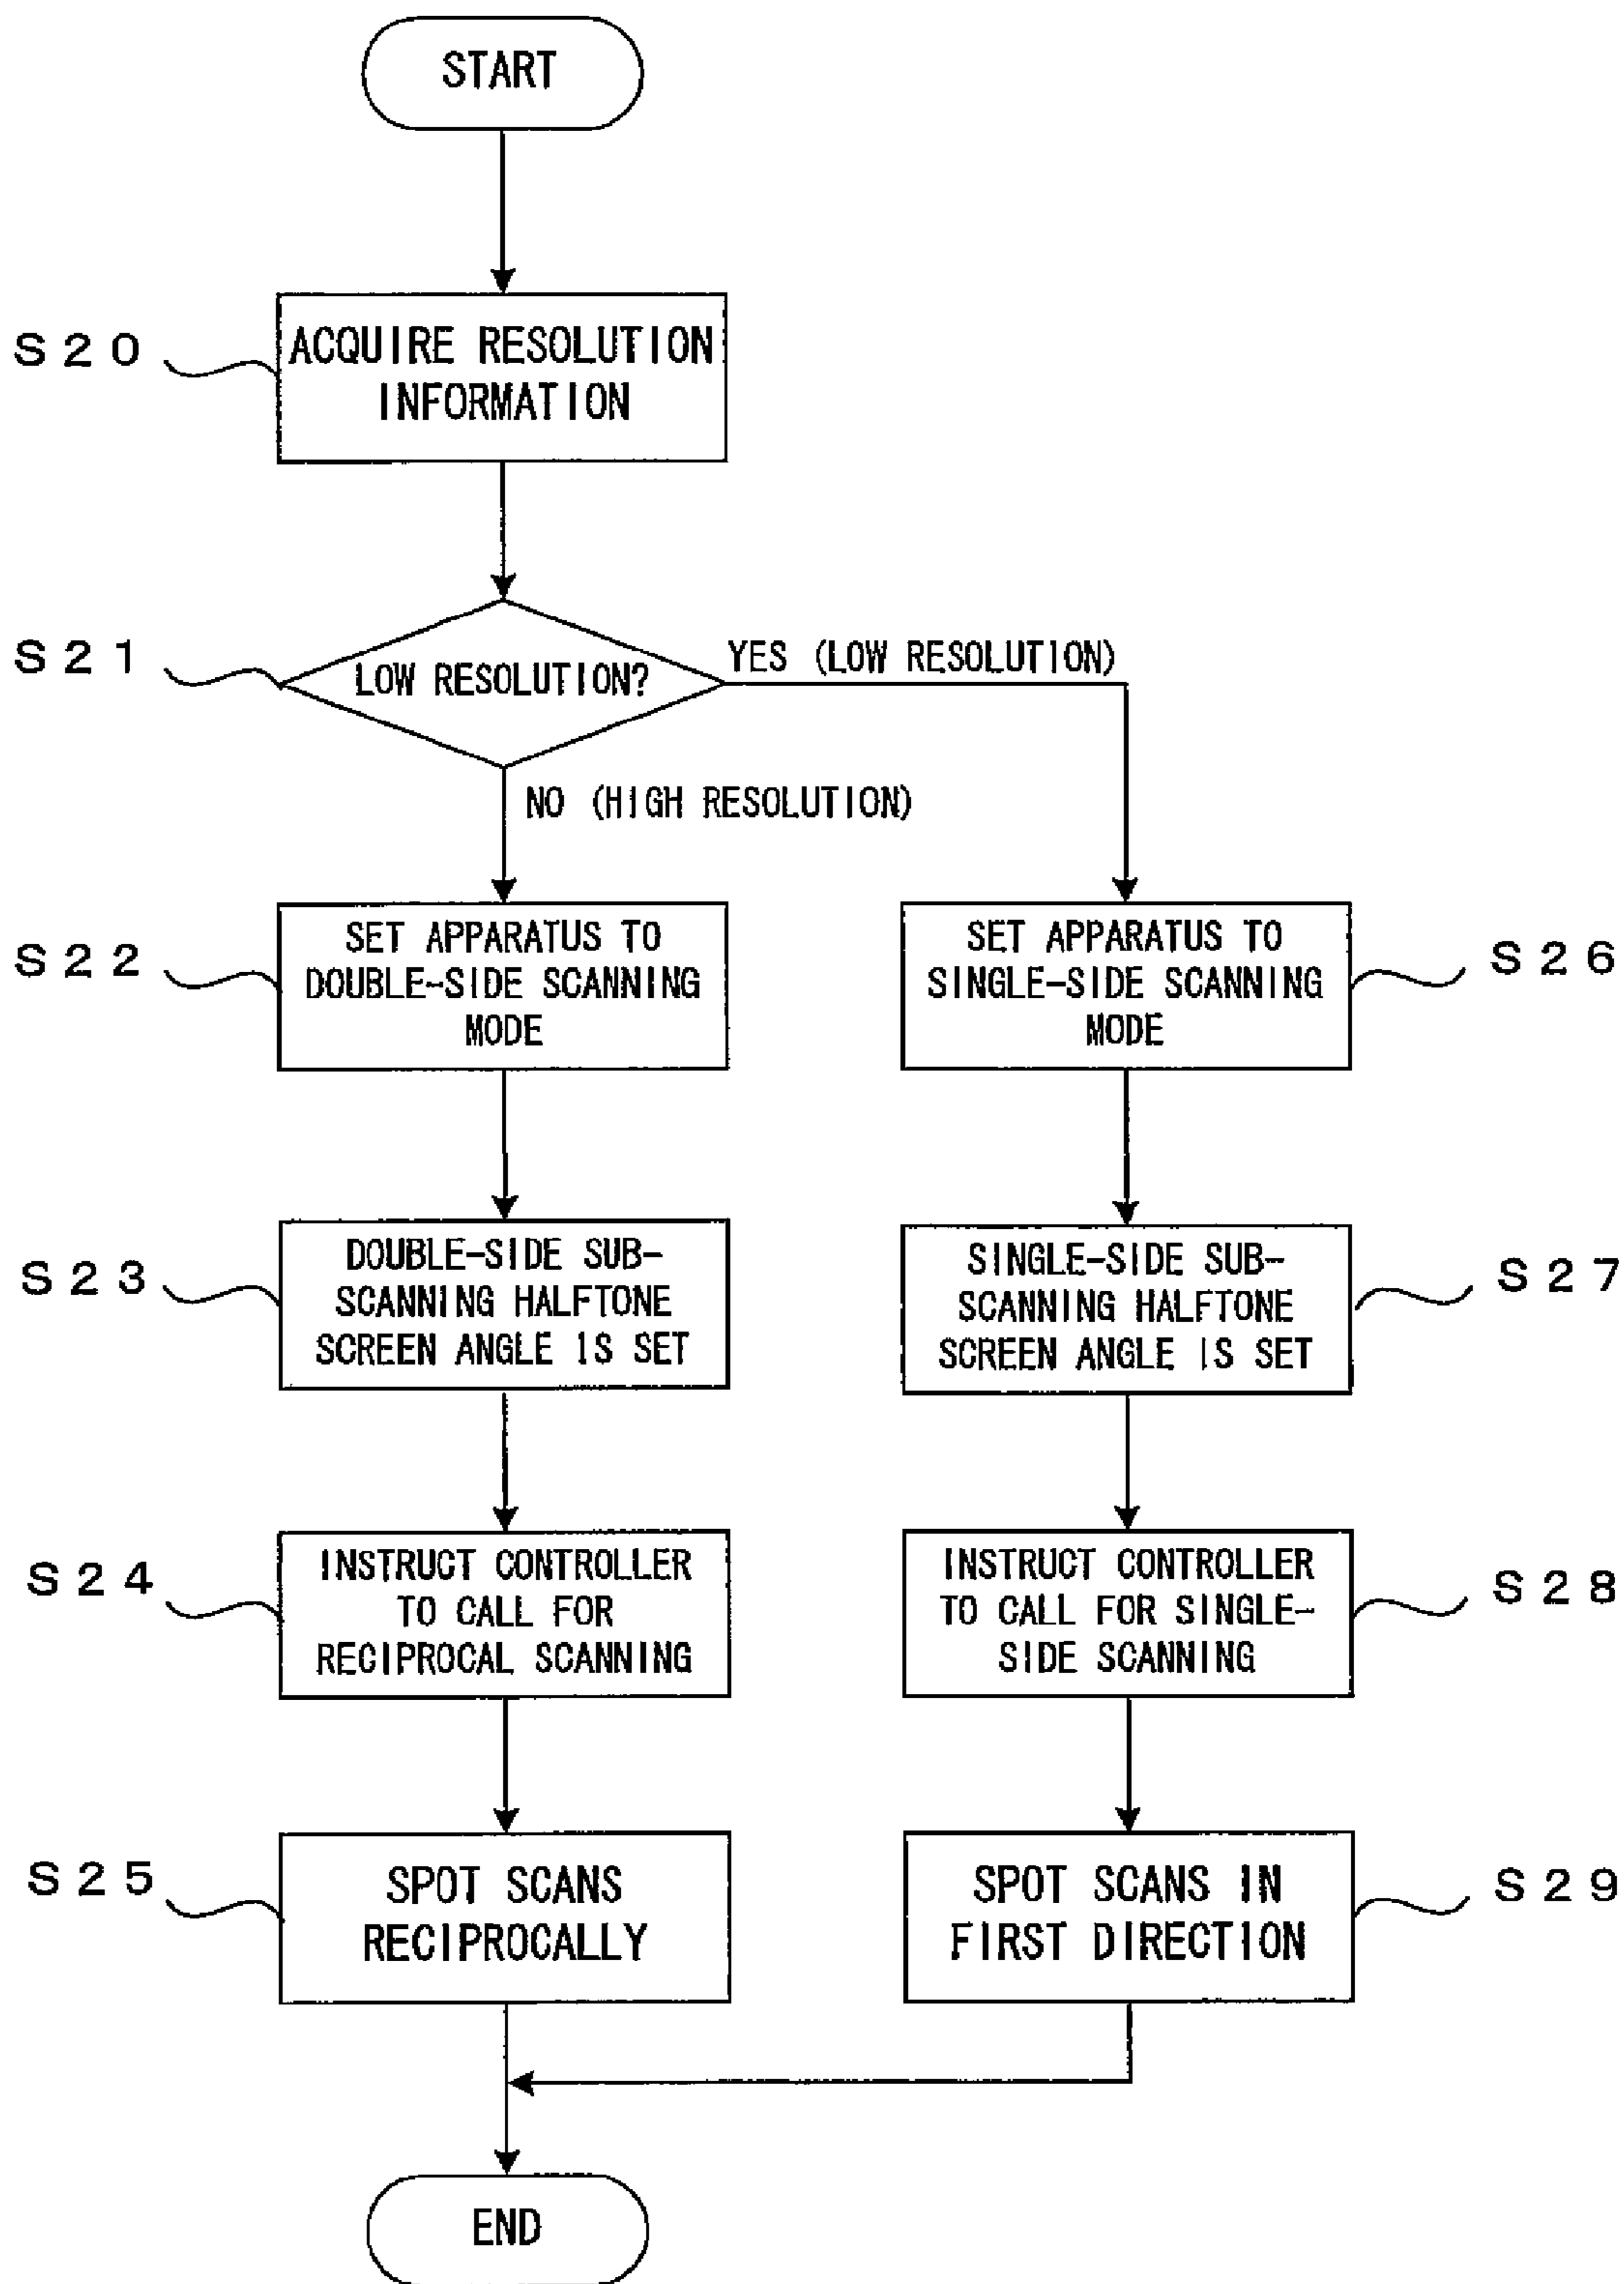 START
S20
ACQUIRE RESOLUTION
INFORMATION
S21
LOW RESOLUTION?
YES (LOW RESOLUTION)
NO (HIGH RESOLUTION)
S22
SET APPARATUS TO
DOUBLE-SIDE SCANNING
MODE
SET APPARATUS TO
SINGLE-SIDE SCANNING
MODE
S26
S23
DOUBLE-SIDE SUB-
SCANNING HALFTONE
SCREEN ANGLE IS SET
SINGLE-SIDE SUB-
SCANNING HALFTONE
SCREEN ANGLE IS SET
S27
S24
INSTRUCT CONTROLLER
TO CALL FOR
RECIPROCAL SCANNING
INSTRUCT CONTROLLER
TO CALL FOR SINGLE-
SIDE SCANNING
S28
S25
SPOT SCANS
RECIPROCALLY
SPOT SCANS IN
FIRST DIRECTION
S29
END